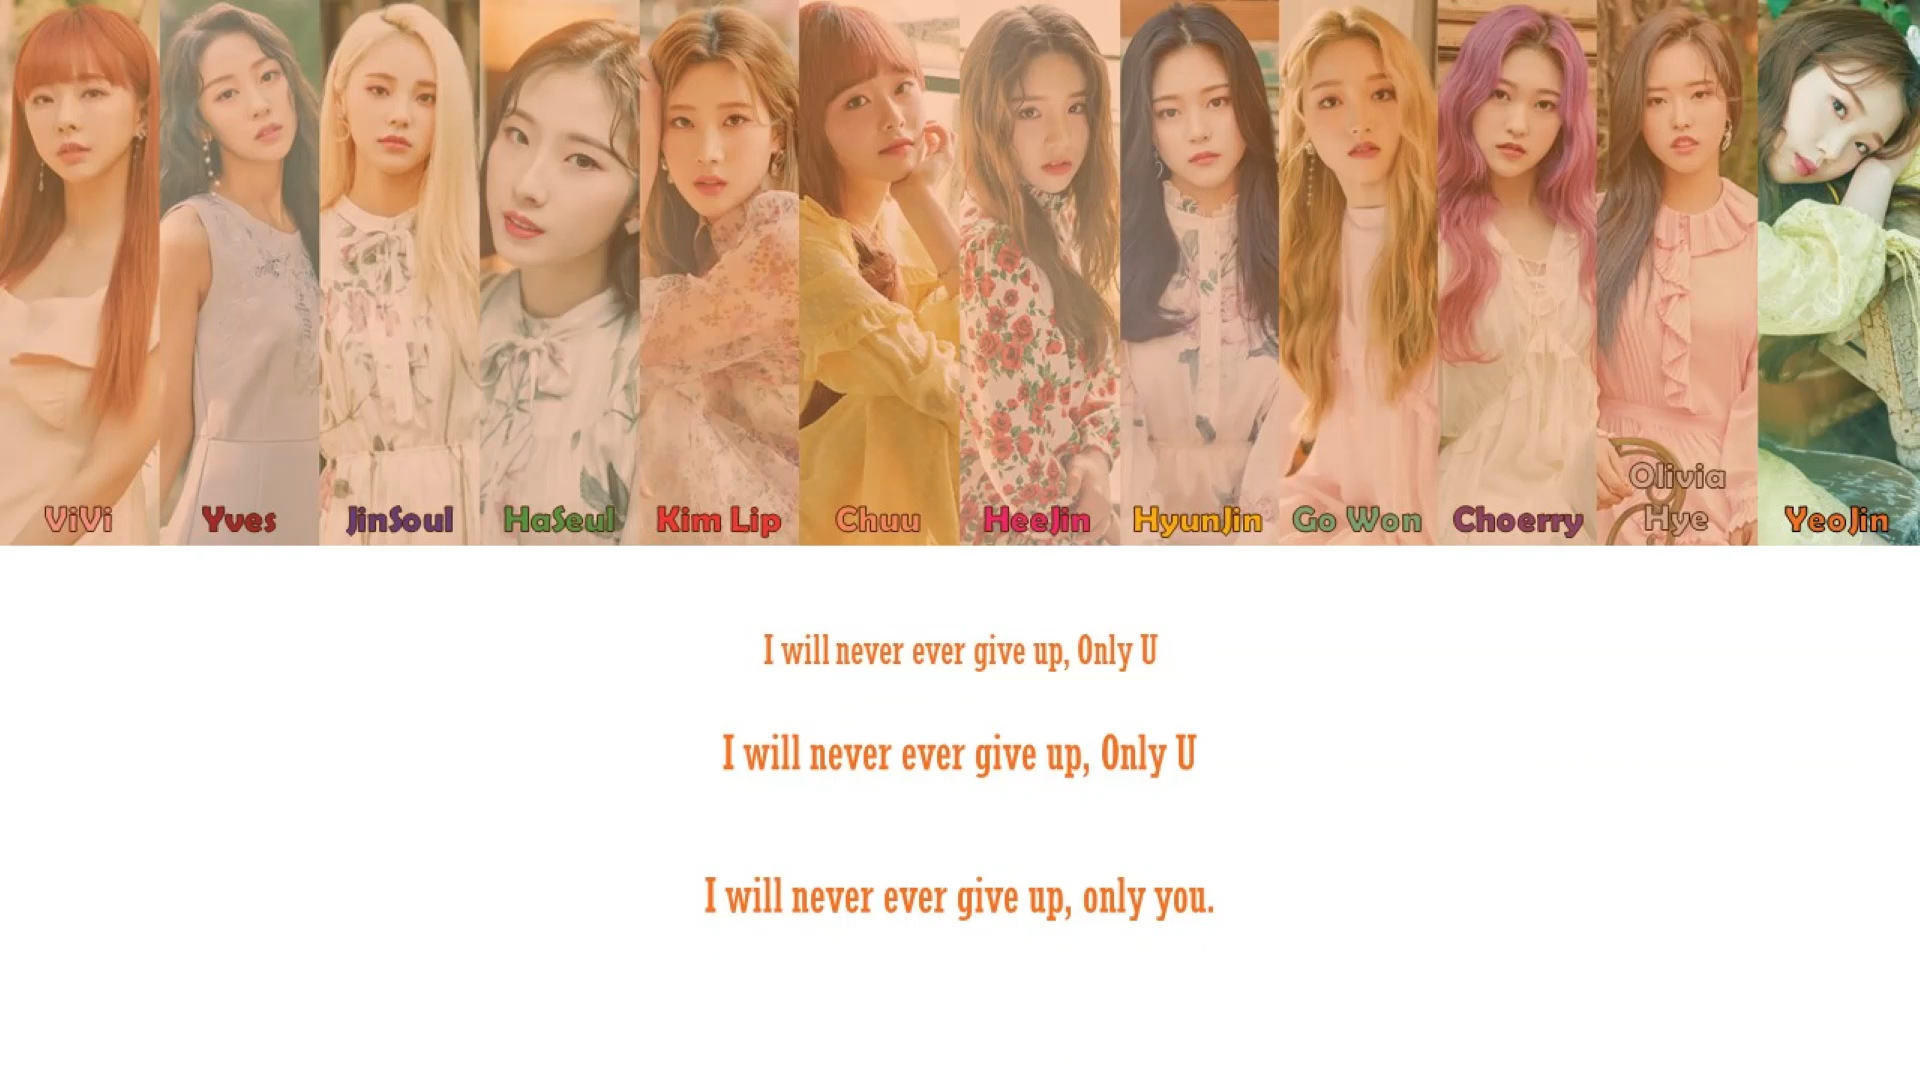 ViVi
Yves
JinSoul
HaSeul
Kim Lip
Chuu
HeeJin
HyunJin
Go Won
Choerry
Olivia
Hye
YeoJin
I will never ever give up, Only U
I will never ever give up, Only U
I will never ever give up, only you.